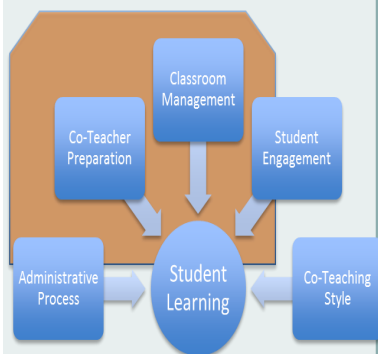 Classroom
Management
Co-Teacher
Preparation
Student
Engagement
Administrative
Process
Student
Learning
Co-Teaching
Style